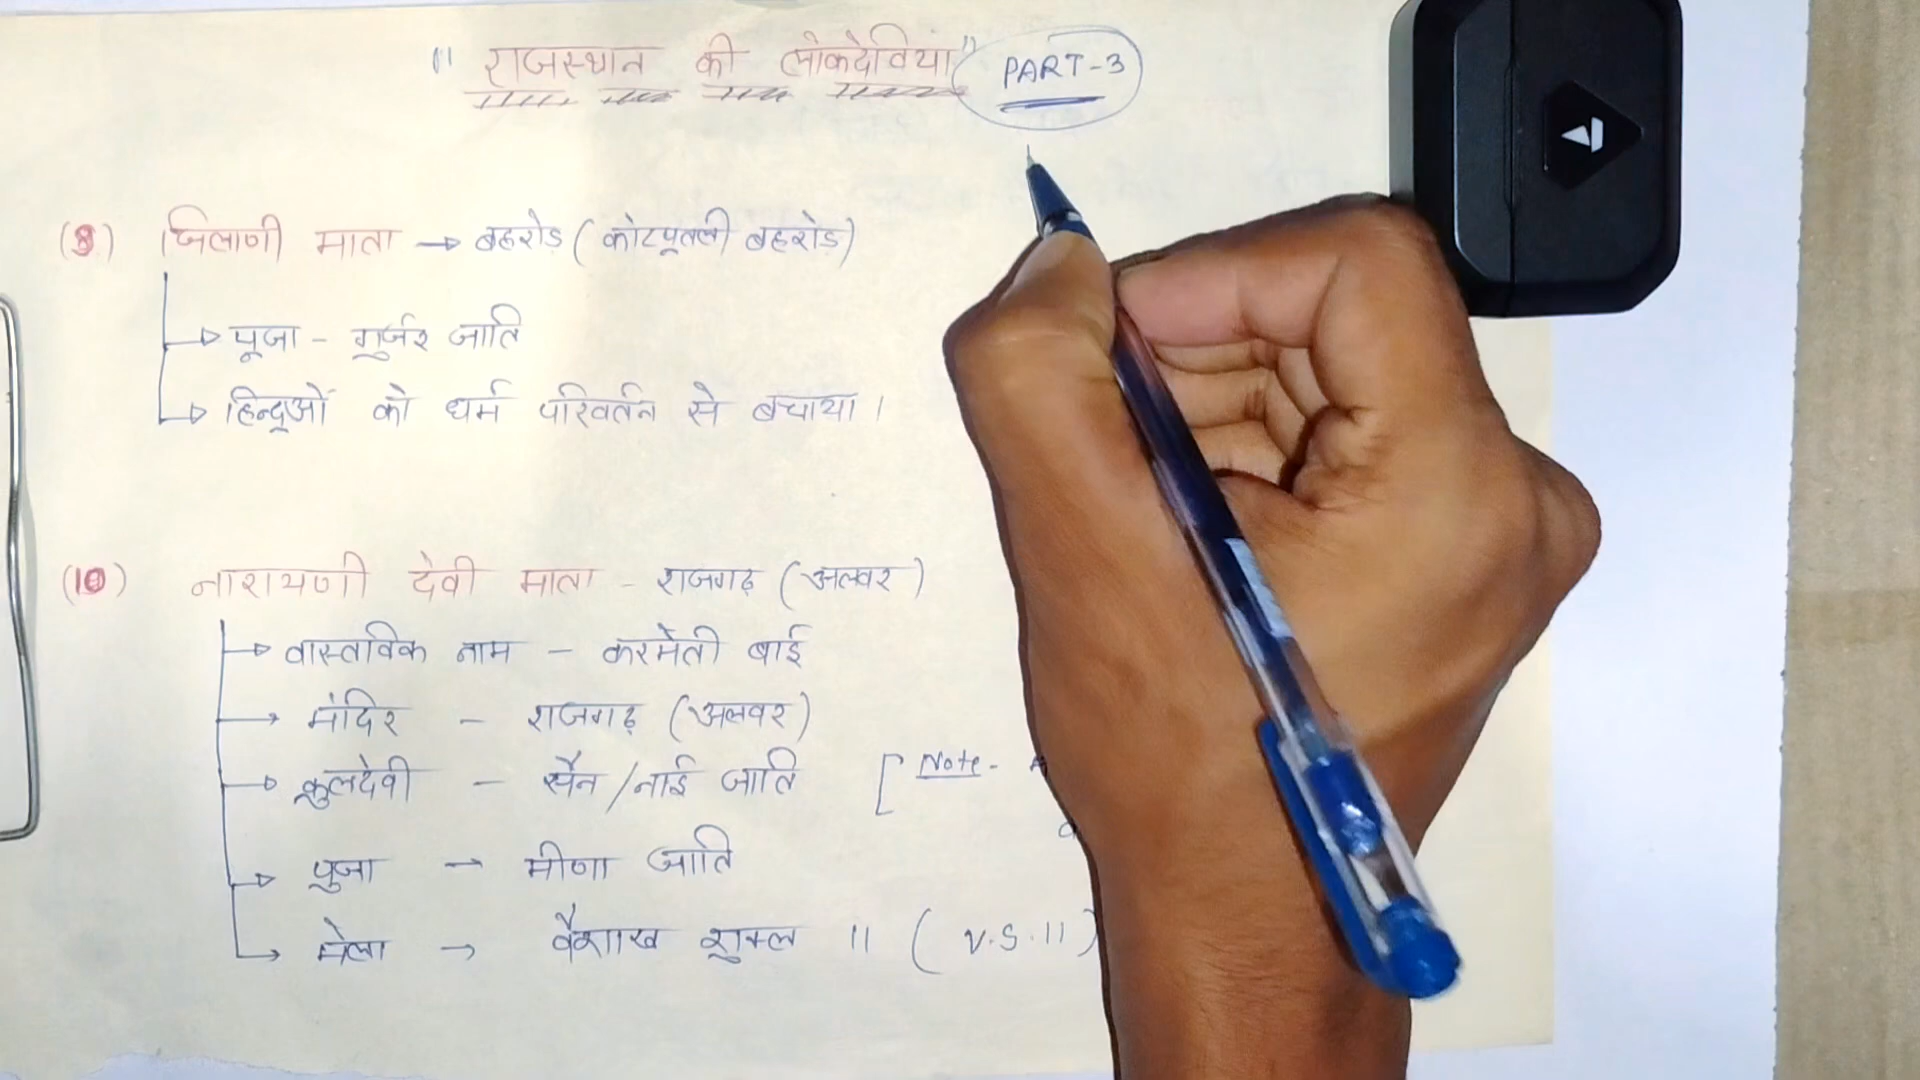 "राजस्थान की लोकदेवियां" PART-3
(9) जिलाणी माता → बहरोड़ (कोटपूतली बहरोड़)
→ पूजा - गुर्जर जाति
→ हिन्दूओं को धर्म परिवर्तन से बचाया।
(10) नारायणी देवी माता - राजगढ़ (अलवर)
→ वास्तविक नाम - करमेती बाई
→ मंदिर - राजगढ़ (अलवर)
→ कुलदेवी - सैन/नाई जाति [Note-
→ पुजा → मीणा जाति
→ मेला → वैशाख शुक्ल 11 (V.S.11)